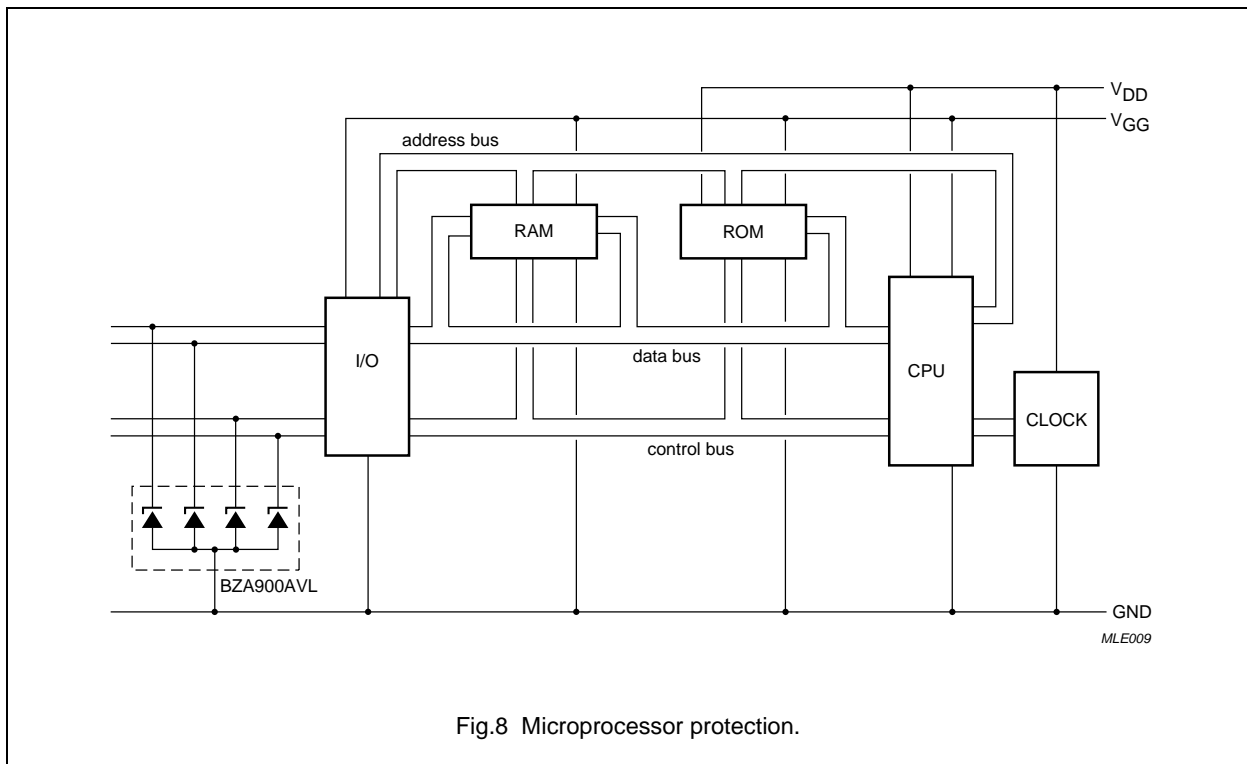 V_DD
V_GG
address bus
RAM
ROM
I/O
data bus
CPU
CLOCK
control bus
BZA900AVL
GND
MLE009
Fig.8 Microprocessor protection.